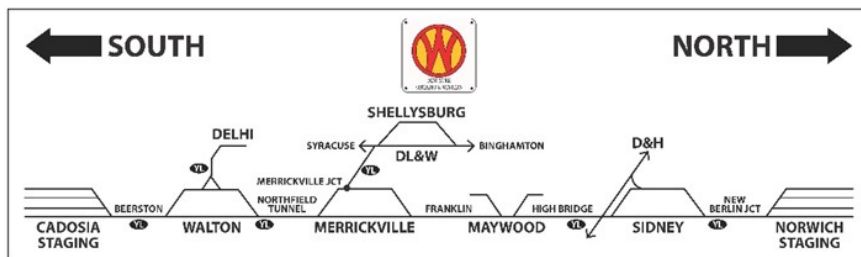 SOUTH
NORTH
W
SHELLYSBURG
DELHI
SYRACUSE
BINGHAMTON
D&H
DL&W
YL
YL
MERRICKVILLE JCT
BEERSTON
NORTHFIELD
TUNNEL
FRANKLIN
HIGH BRIDGE
NEW
BERLIN JCT
YL
YL
YL
YL
CADOSIA
STAGING
WALTON
MERRICKVILLE
MAYWOOD
SIDNEY
NORWICH
STAGING